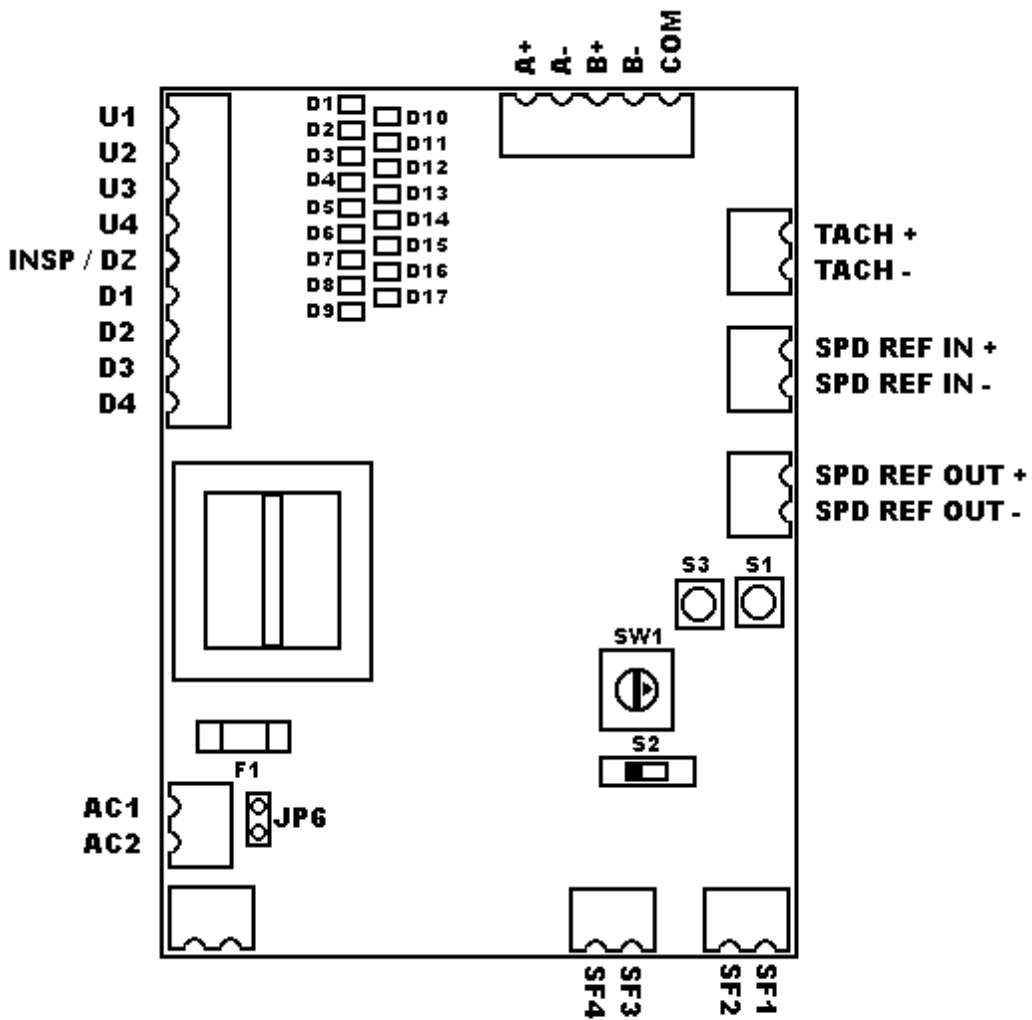 A+
A-
B+
B-
COM
U1
U2
U3
U4
INSP / DZ
D1
D2
D3
D4
D1
D2
D3
D4
D5
D6
D7
D8
D9
D10
D11
D12
D13
D14
D15
D16
D17
TACH +
TACH -
SPD REF IN +
SPD REF IN -
SPD REF OUT +
SPD REF OUT -
S3
S1
SW1
S2
F1
JP6
AC1
AC2
SF4
SF3
SF2
SF1